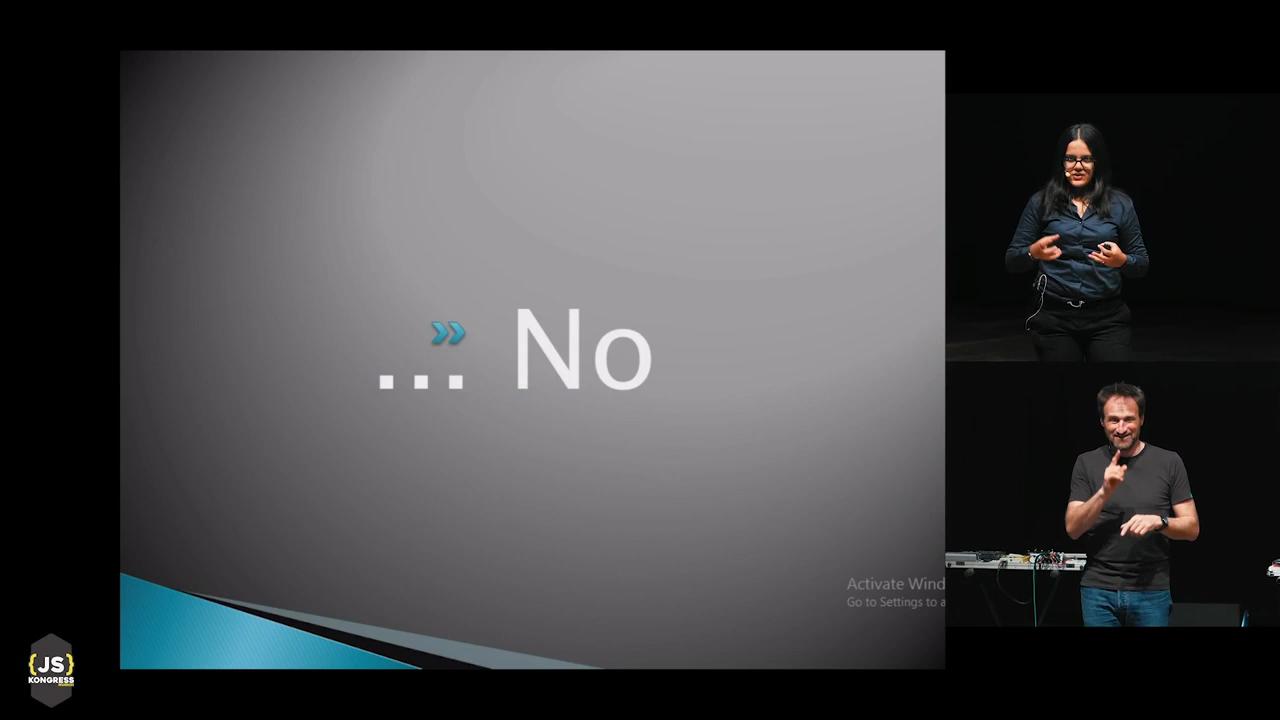 ... No
Activate Wind
Go to Settings to a
{JS}
KONGRESS